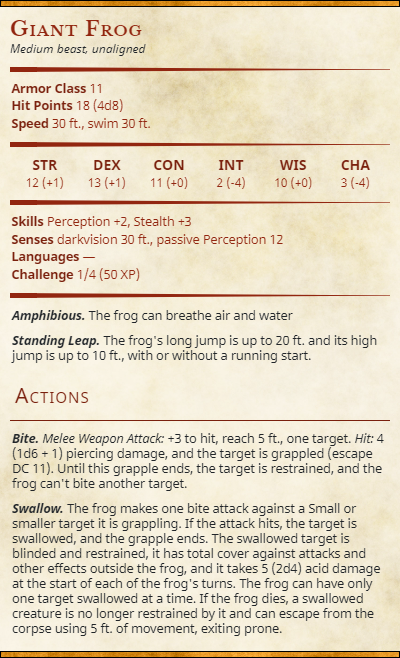 Giant Frog
Medium beast, unaligned
Armor Class 11
Hit Points 18 (4d8)
Speed 30 ft., swim 30 ft.
STR DEX CON INT WIS CHA
12 (+1) 13 (+1) 11 (+0) 2 (-4) 10 (+0) 3 (-4)
Skills Perception +2, Stealth +3
Senses darkvision 30 ft., passive Perception 12
Languages —
Challenge 1/4 (50 XP)
Amphibious. The frog can breathe air and water
Standing Leap. The frog's long jump is up to 20 ft. and its high
jump is up to 10 ft., with or without a running start.
Actions
Bite. Melee Weapon Attack: +3 to hit, reach 5 ft., one target. Hit: 4
(1d6 + 1) piercing damage, and the target is grappled (escape
DC 11). Until this grapple ends, the target is restrained, and the
frog can't bite another target.
Swallow. The frog makes one bite attack against a Small or
smaller target it is grappling. If the attack hits, the target is
swallowed, and the grapple ends. The swallowed target is
blinded and restrained, it has total cover against attacks and
other effects outside the frog, and it takes 5 (2d4) acid damage
at the start of each of the frog's turns. The frog can have only
one target swallowed at a time. If the frog dies, a swallowed
creature is no longer restrained by it and can escape from the
corpse using 5 ft. of movement, exiting prone.